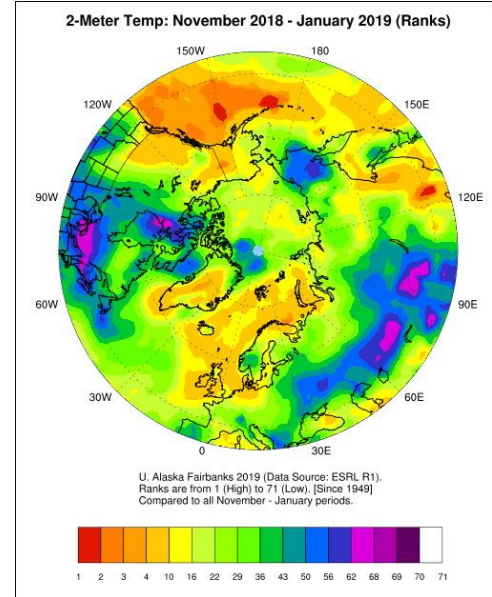 2-Meter Temp: November 2018 - January 2019 (Ranks)
150W 180
120W 150E
90W 120E
60W 90E
30W 60E
0 30E
U. Alaska Fairbanks 2019 (Data Source: ESRL R1).
Ranks are from 1 (High) to 71 (Low). [Since 1949]
Compared to all November - January periods.
1 2 3 4 10 16 22 29 36 43 50 56 62 68 69 70 71